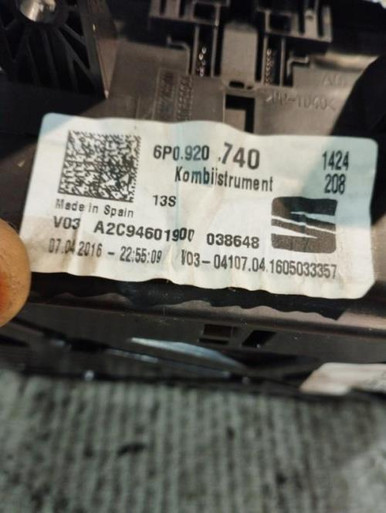 6P0.920 .740
1424
Kombiistrument
208
13S
Made in Spain
V03 A2C94601900 038648
07.04.2016 - 22:55:09 V03-04107.04.1605033357